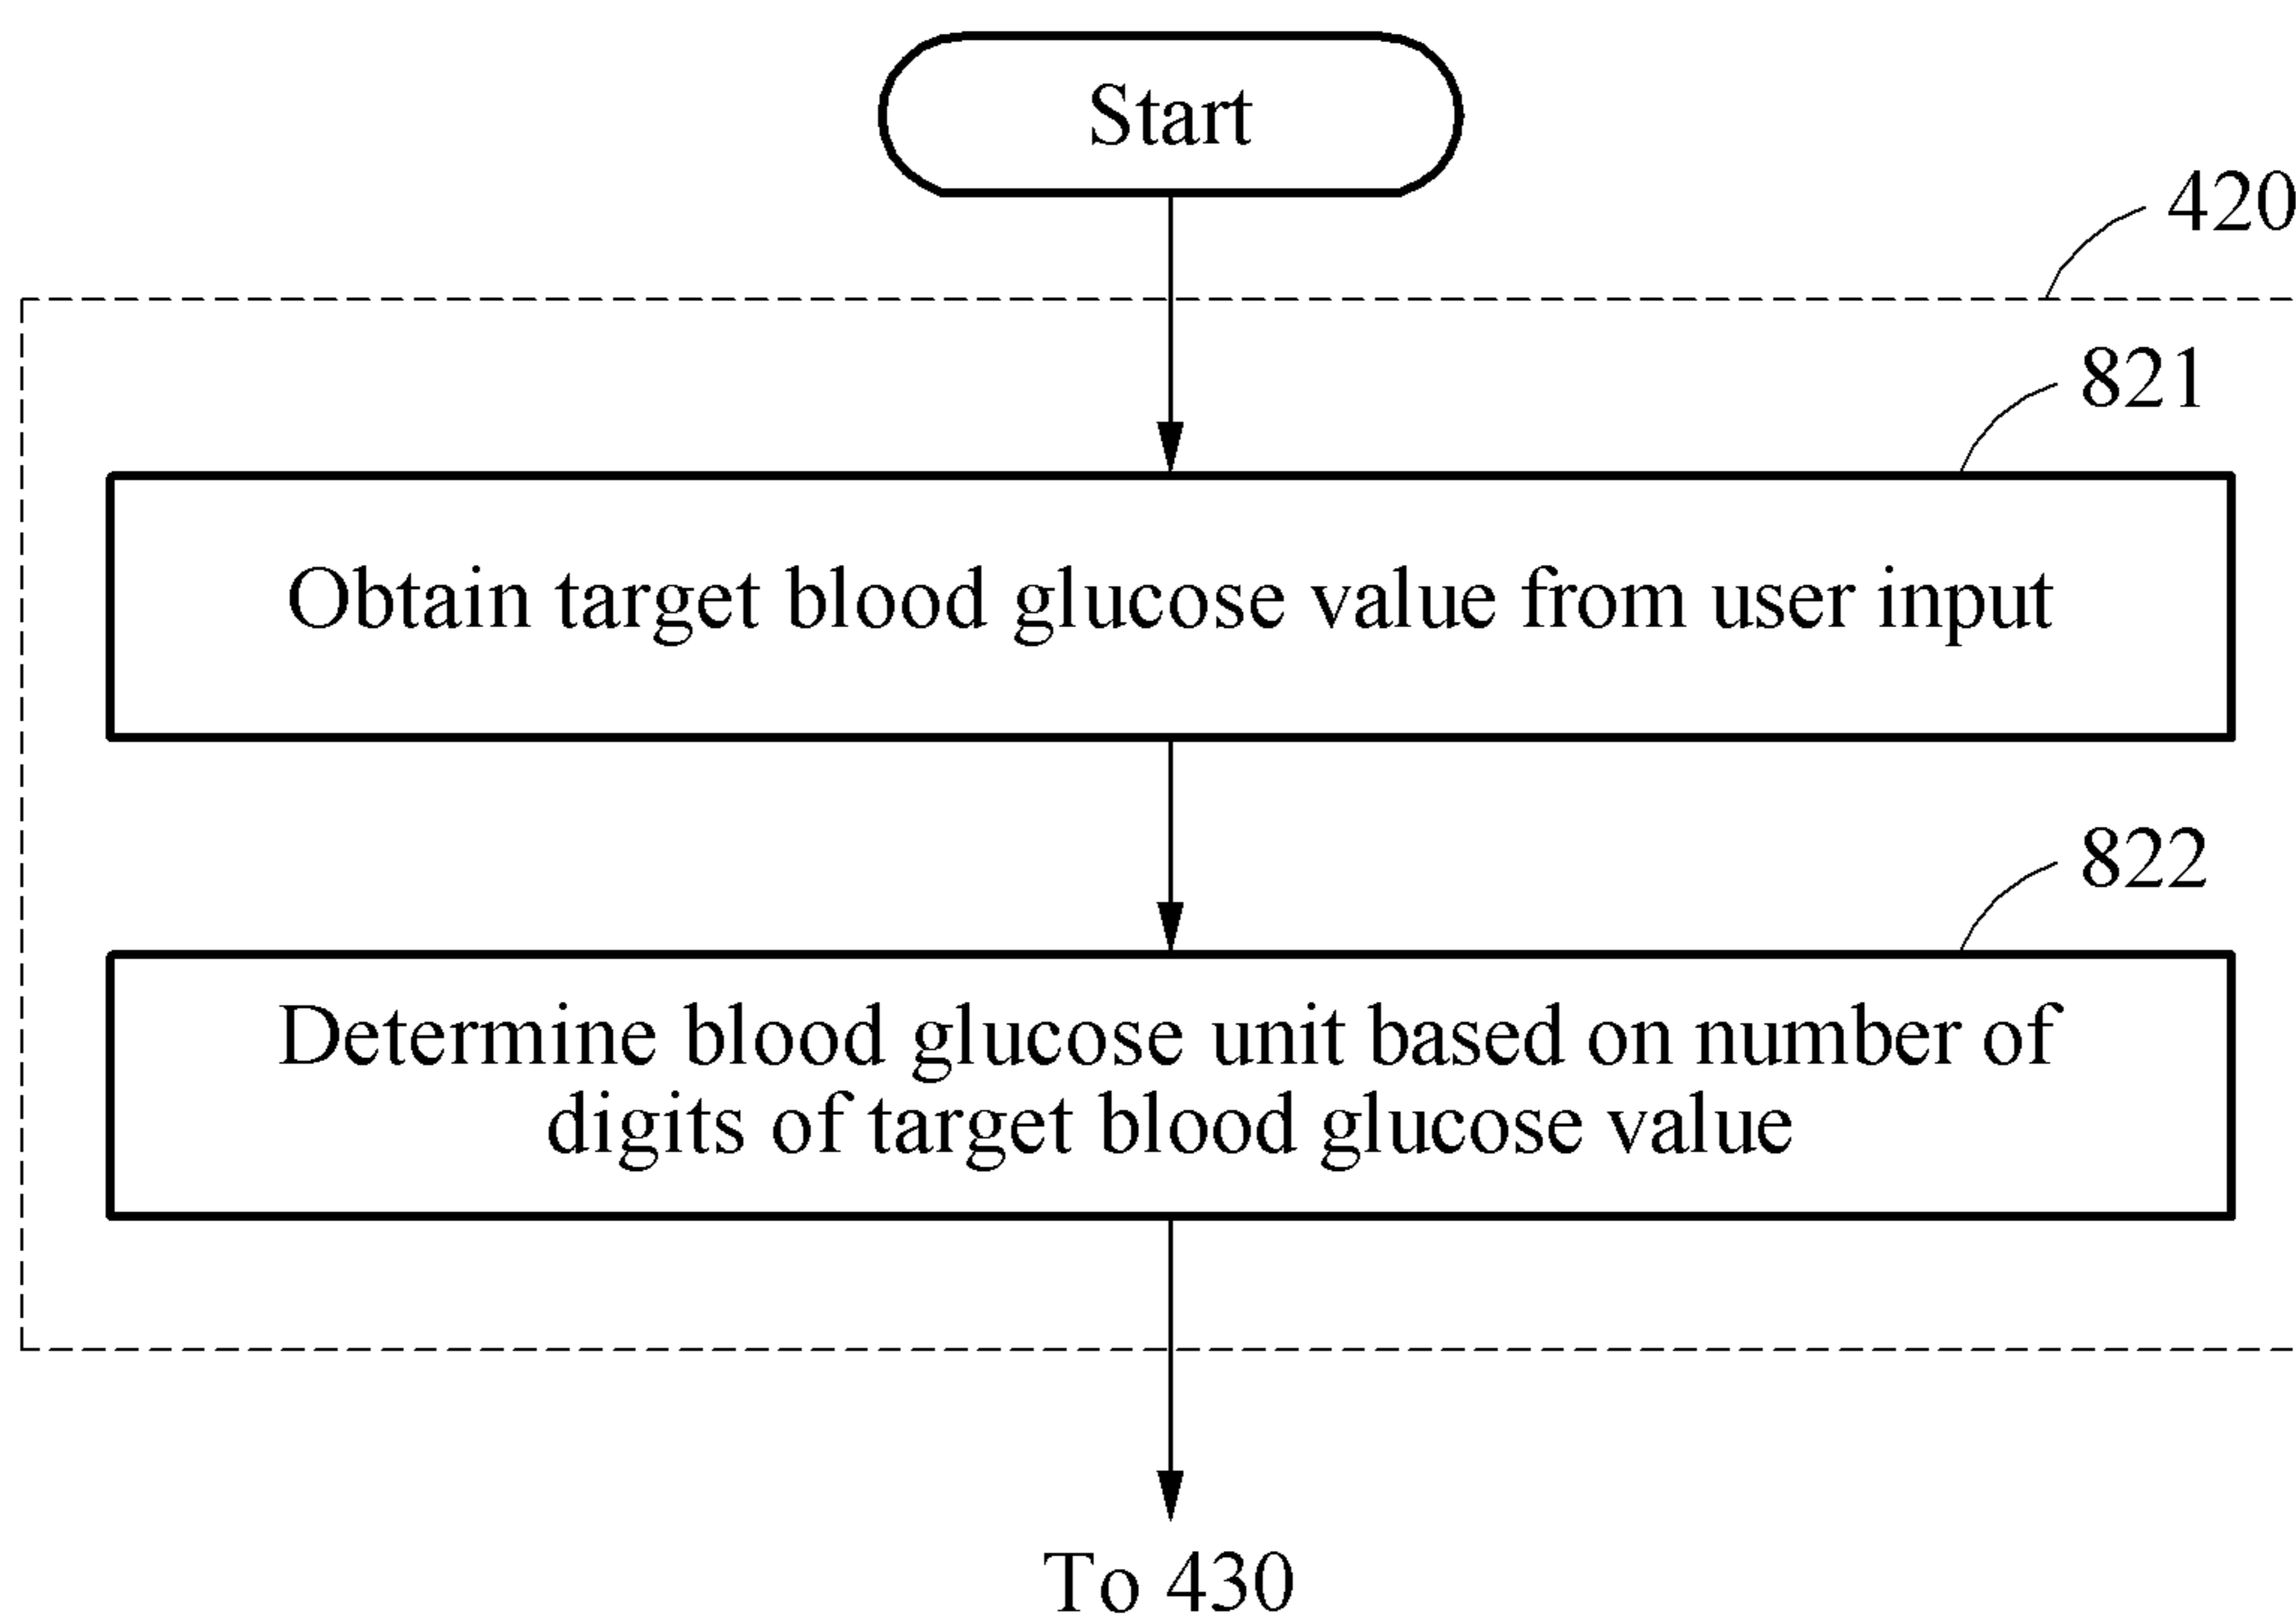 Start
420
821
Obtain target blood glucose value from user input
822
Determine blood glucose unit based on number of
digits of target blood glucose value
To 430